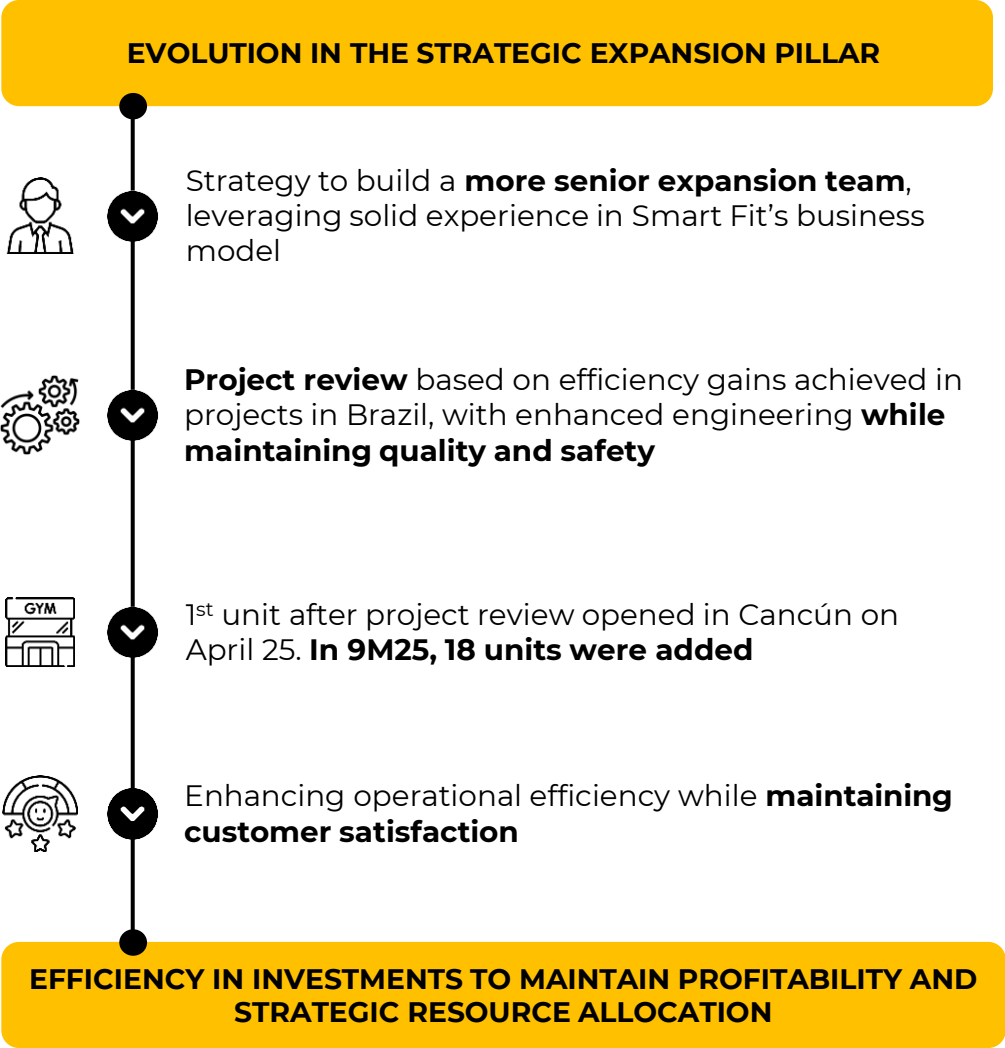 EVOLUTION IN THE STRATEGIC EXPANSION PILLAR
Strategy to build a more senior expansion team,
leveraging solid experience in Smart Fit’s business
model
Project review based on efficiency gains achieved in
projects in Brazil, with enhanced engineering while
maintaining quality and safety
GYM
1st unit after project review opened in Cancún on
April 25. In 9M25, 18 units were added
Enhancing operational efficiency while maintaining
customer satisfaction
EFFICIENCY IN INVESTMENTS TO MAINTAIN PROFITABILITY AND
STRATEGIC RESOURCE ALLOCATION